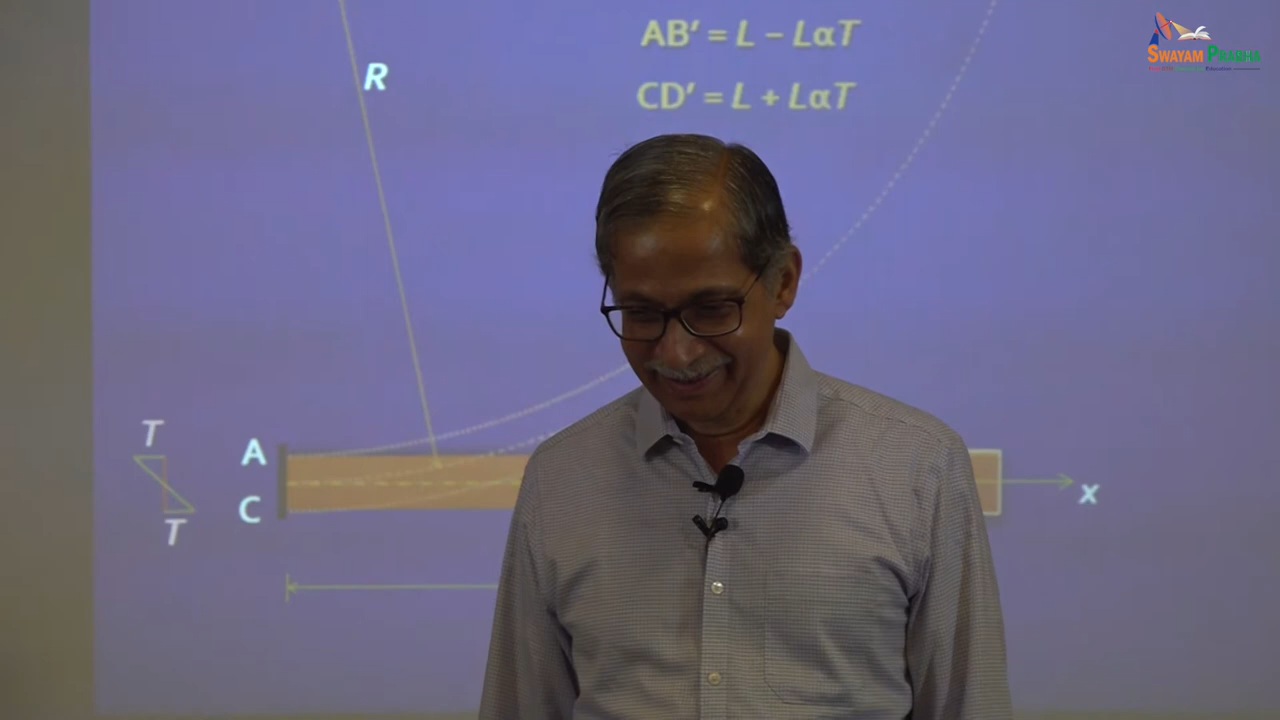 AB′ = L − LαT
SWAYAM PRABHA
R
CD′ = L + LαT
T
A
x
C
T